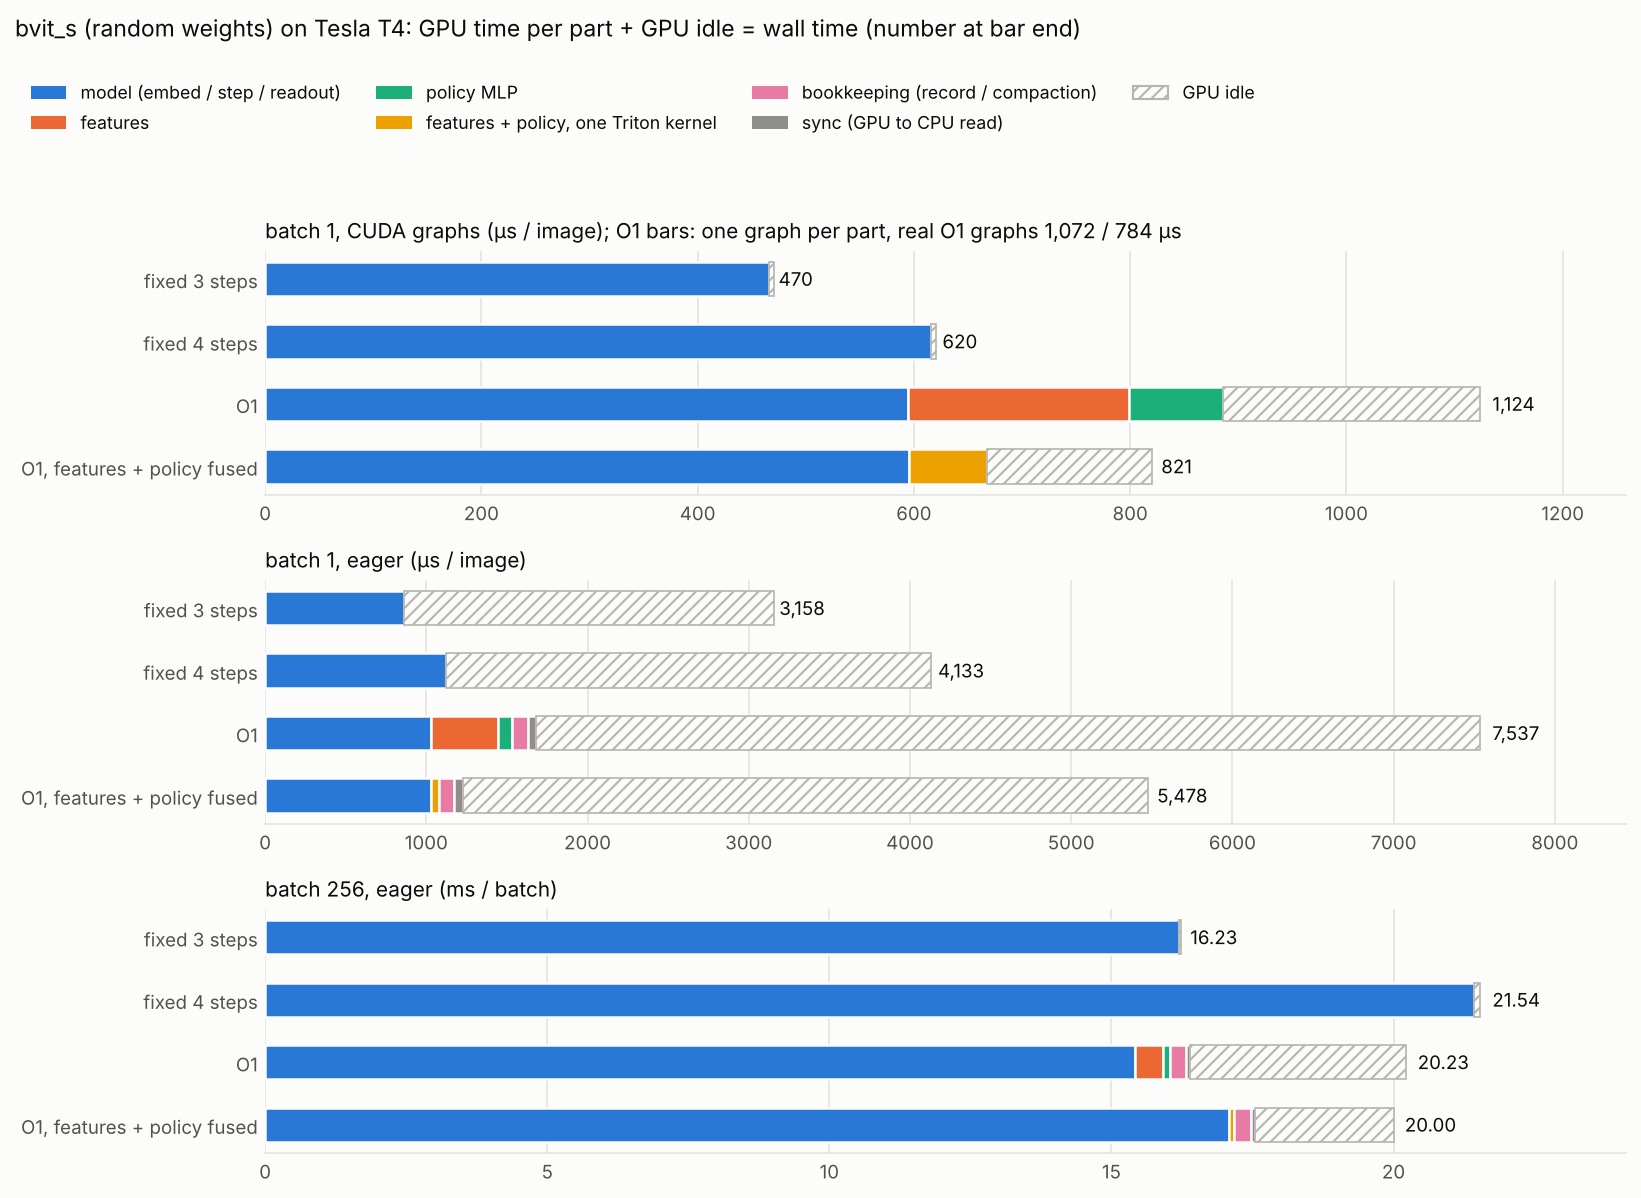 bvit_s (random weights) on Tesla T4: GPU time per part + GPU idle = wall time (number at bar end)
model (embed / step / readout) policy MLP bookkeeping (record / compaction) GPU idle
features features + policy, one Triton kernel sync (GPU to CPU read)
batch 1, CUDA graphs (µs / image); O1 bars: one graph per part, real O1 graphs 1,072 / 784 µs
fixed 3 steps 470
fixed 4 steps 620
O1 1,124
O1, features + policy fused 821
0 200 400 600 800 1000 1200
batch 1, eager (µs / image)
fixed 3 steps 3,158
fixed 4 steps 4,133
O1 7,537
O1, features + policy fused 5,478
0 1000 2000 3000 4000 5000 6000 7000 8000
batch 256, eager (ms / batch)
fixed 3 steps 16.23
fixed 4 steps 21.54
O1 20.23
O1, features + policy fused 20.00
0 5 10 15 20